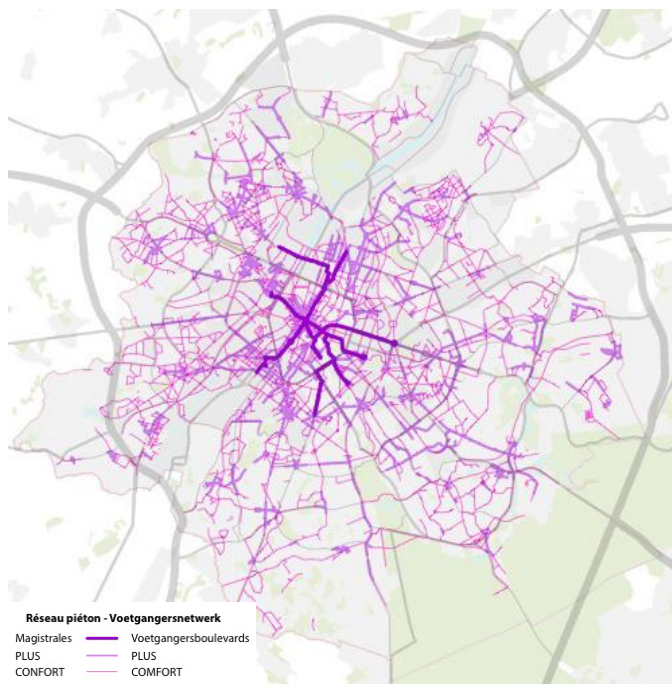 Réseau piéton - Voetgangersnetwerk
Magistrales Voetgangersboulevards
PLUS PLUS
CONFORT COMFORT